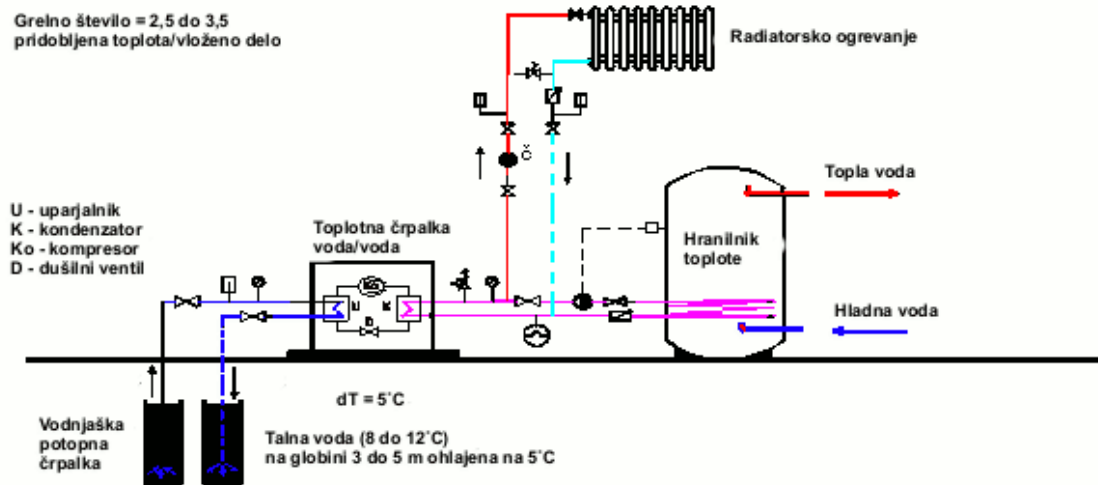 Grelno število = 2,5 do 3,5
pridobljena toplota/vloženo delo
Radiatorsko ogrevanje
Č
Topla voda
U - uparjalnik
K - kondenzator
Ko - kompresor
D - dušilni ventil
Toplotna črpalka
voda/voda
Hranilnik
toplote
Ko
U
K
D
Hladna voda
dT = 5°C
Vodnjaška
potopna
črpalka
Talna voda (8 do 12°C)
na globini 3 do 5 m ohlajena na 5°C